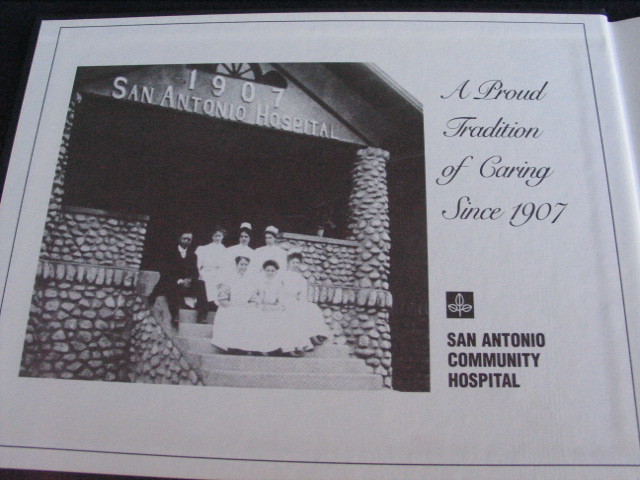 1907
SAN ANTONIO HOSPITAL
A Proud
Tradition
of Caring
Since 1907
SAN ANTONIO
COMMUNITY
HOSPITAL